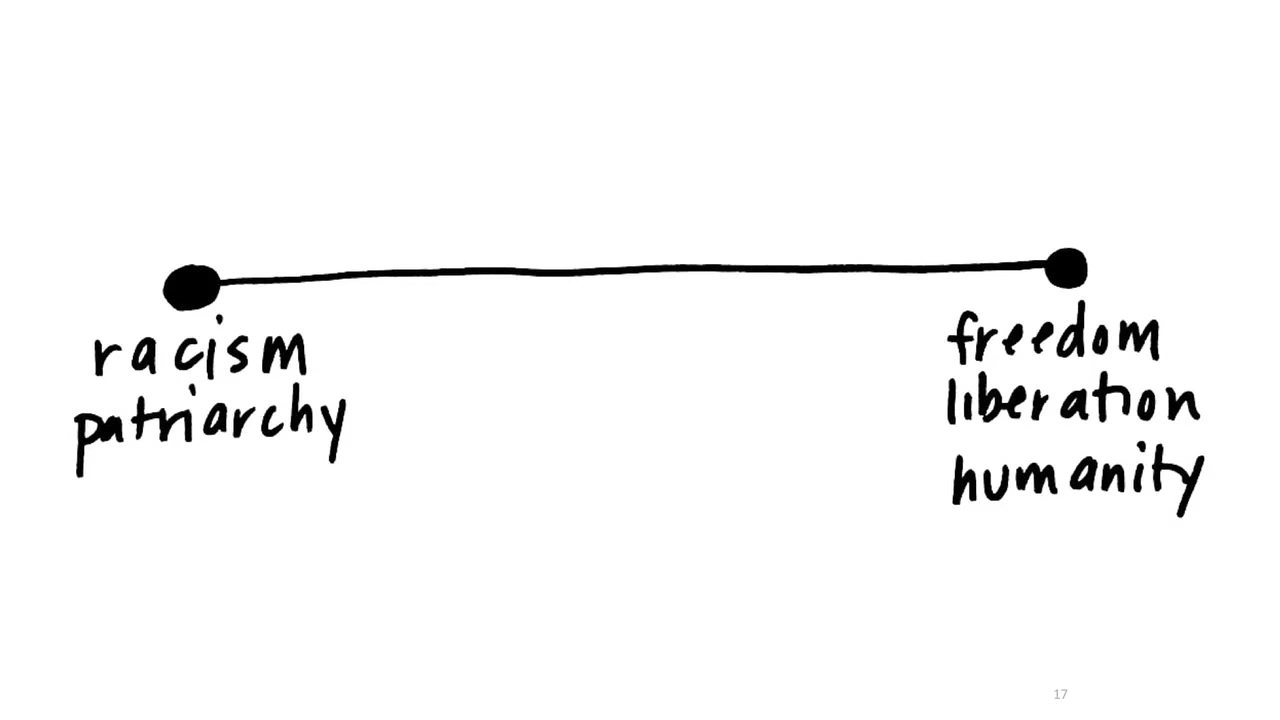 racism
patriarchy
freedom
liberation
humanity
17